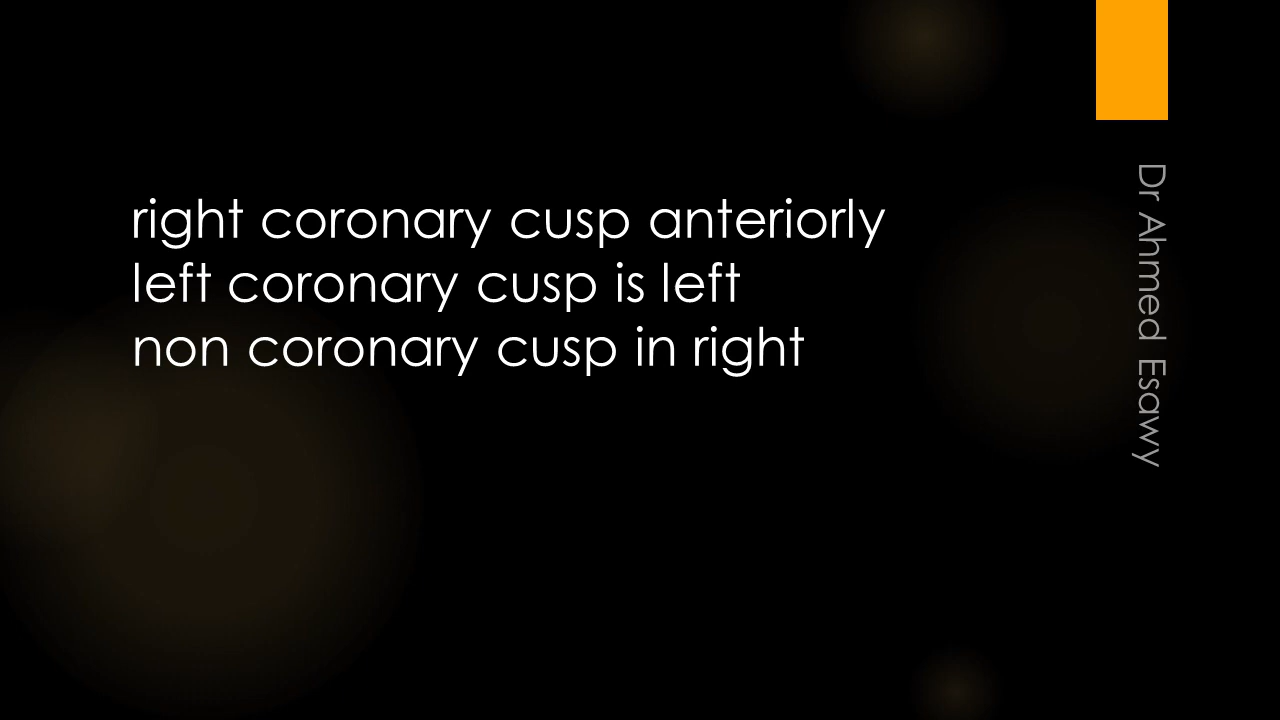 right coronary cusp anteriorly
left coronary cusp is left
non coronary cusp in right
Dr Ahmed Esawy